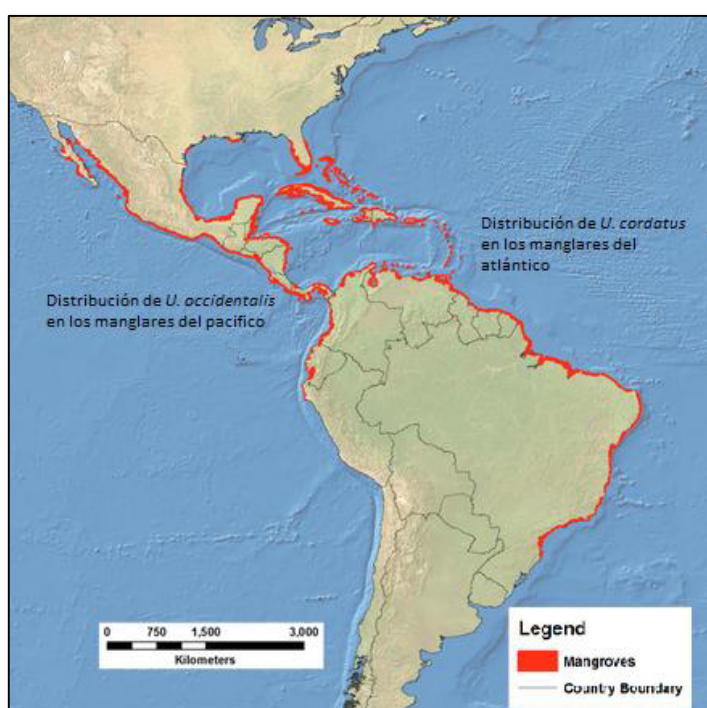 Distribución de U. cordatus
en los manglares del
atlántico
Distribución de U. occidentalis
en los manglares del pacifico
0 750 1,500 3,000
Kilometers
Legend
Mangroves
Country Boundary